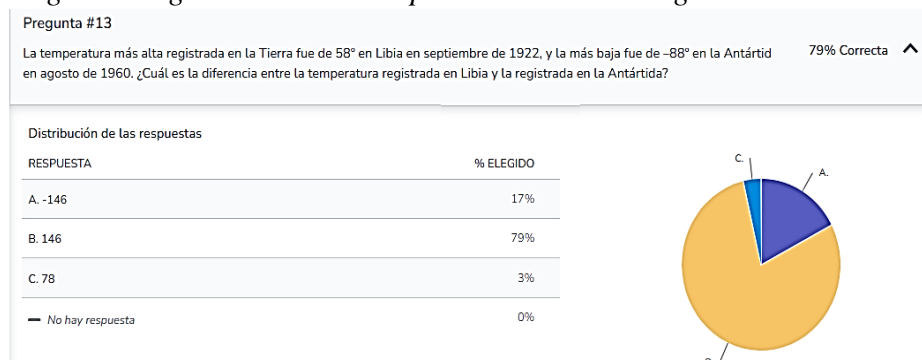 Pregunta #13
La temperatura más alta registrada en la Tierra fue de 58° en Libia en septiembre de 1922, y la más baja fue de –88° en la Antártid
79% Correcta
en agosto de 1960. ¿Cuál es la diferencia entre la temperatura registrada en Libia y la registrada en la Antártida?
Distribución de las respuestas
RESPUESTA % ELEGIDO
A. -146 17%
B. 146 79%
C. 78 3%
No hay respuesta 0%
C.
A.